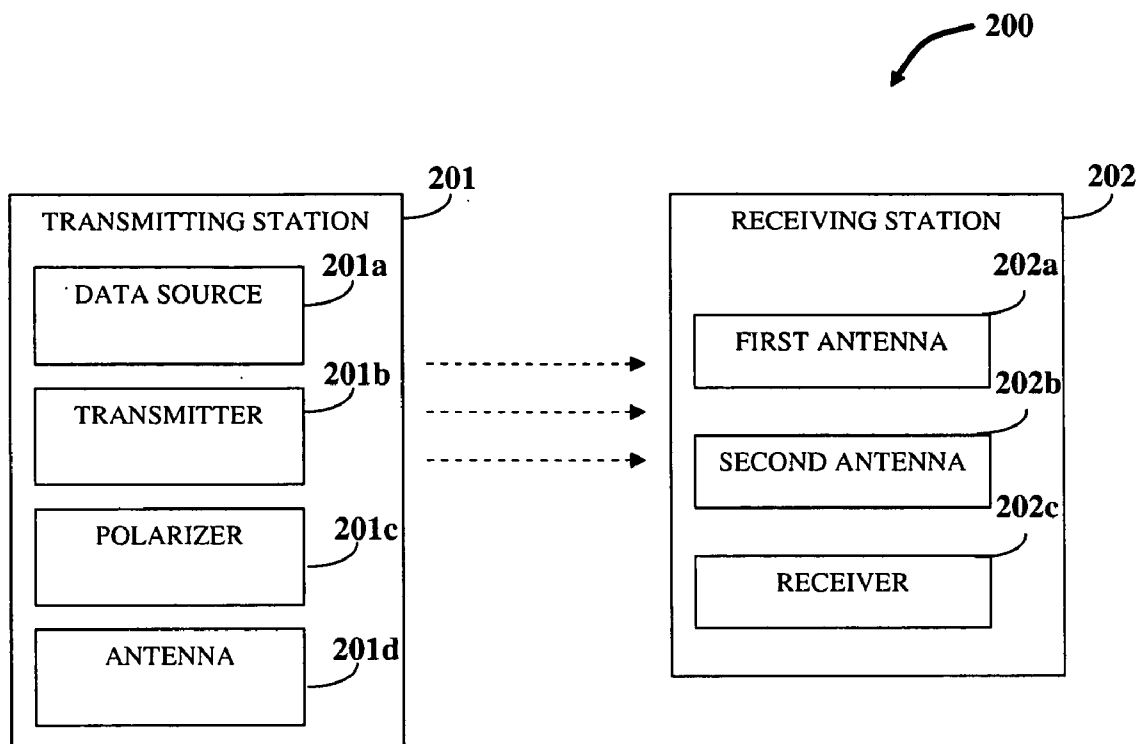 200
201
TRANSMITTING STATION
201a
DATA SOURCE
201b
TRANSMITTER
201c
POLARIZER
201d
ANTENNA
202
RECEIVING STATION
202a
FIRST ANTENNA
202b
SECOND ANTENNA
202c
RECEIVER